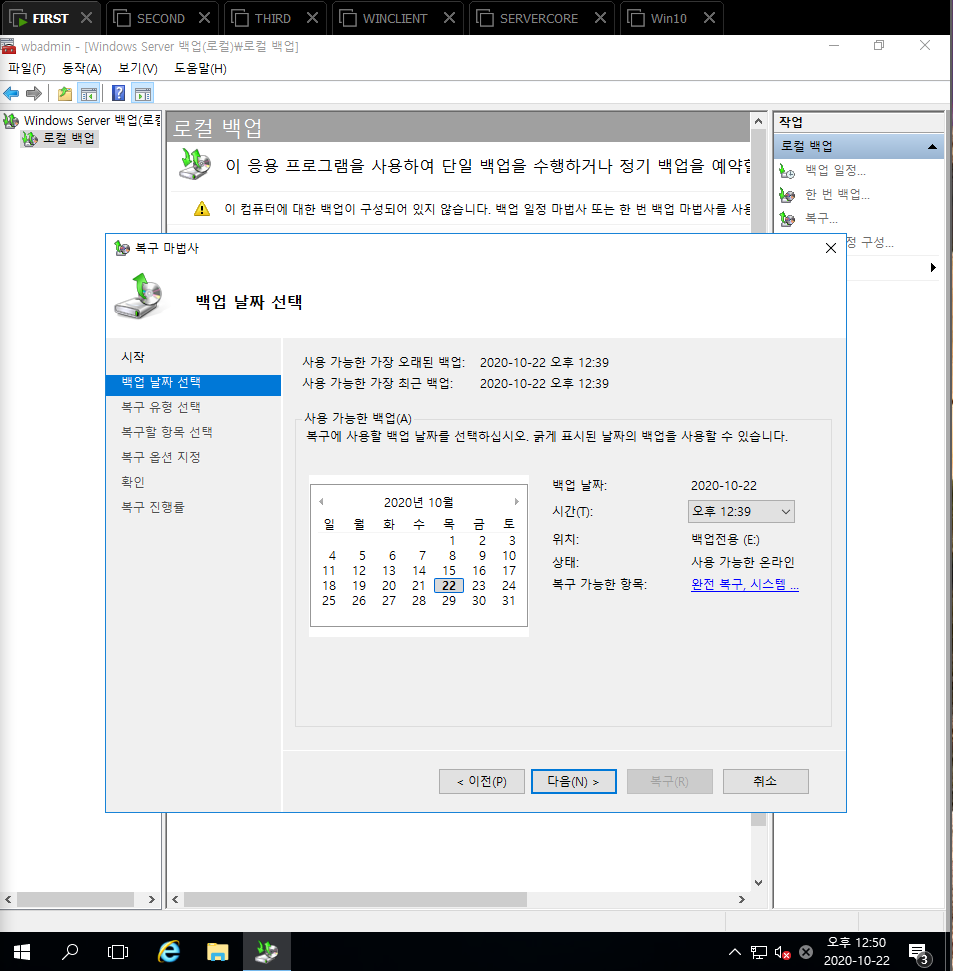 FIRST
SECOND
THIRD
WINCLIENT
SERVERCORE
Win10
wbadmin - [Windows Server 백업(로컬)₩로컬 백업]
파일(F) 동작(A) 보기(V) 도움말(H)
Windows Server 백업(로컬
로컬 백업
로컬 백업
이 응용 프로그램을 사용하여 단일 백업을 수행하거나 정기 백업을 예약할
이 컴퓨터에 대한 백업이 구성되어 있지 않습니다. 백업 일정 마법사 또는 한 번 백업 마법사를 사용
작업
로컬 백업
백업 일정...
한 번 백업...
복구...
정 구성...
복구 마법사
백업 날짜 선택
시작
백업 날짜 선택
복구 유형 선택
복구할 항목 선택
복구 옵션 지정
확인
복구 진행률
사용 가능한 가장 오래된 백업: 2020-10-22 오후 12:39
사용 가능한 가장 최근 백업: 2020-10-22 오후 12:39
사용 가능한 백업(A)
복구에 사용할 백업 날짜를 선택하십시오. 굵게 표시된 날짜의 백업을 사용할 수 있습니다.
2020년 10월
일 월 화 수 목 금 토
1 2 3
4 5 6 7 8 9 10
11 12 13 14 15 16 17
18 19 20 21 22 23 24
25 26 27 28 29 30 31
백업 날짜: 2020-10-22
시간(T): 오후 12:39
위치: 백업전용 (E:)
상태: 사용 가능한 온라인
복구 가능한 항목: 완전 복구, 시스템 ...
< 이전(P)
다음(N) >
복구(R)
취소
오후 12:50
2020-10-22
3